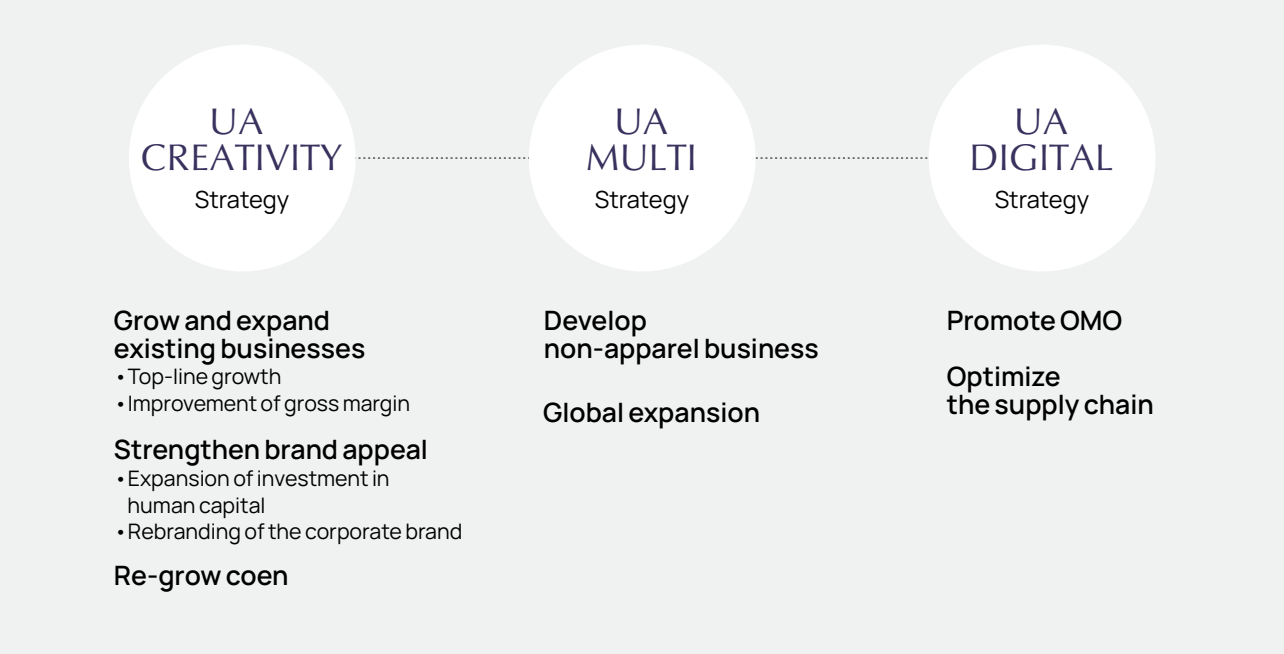 UA
CREATIVITY
Strategy
UA
MULTI
Strategy
UA
DIGITAL
Strategy
Grow and expand
existing businesses
•Top-line growth
•Improvement of gross margin
Strengthen brand appeal
•Expansion of investment in
human capital
•Rebranding of the corporate brand
Re-grow coen
Develop
non-apparel business
Global expansion
Promote OMO
Optimize
the supply chain